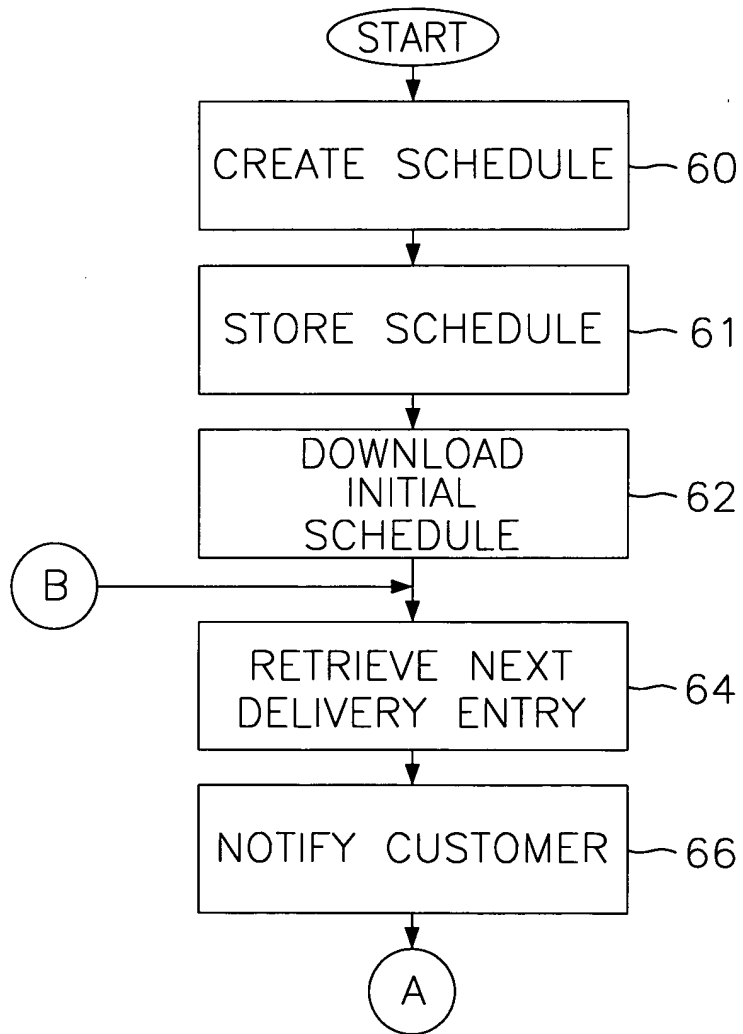 START
CREATE SCHEDULE
60
STORE SCHEDULE
61
DOWNLOAD
INITIAL
SCHEDULE
62
B
RETRIEVE NEXT
DELIVERY ENTRY
64
NOTIFY CUSTOMER
66
A